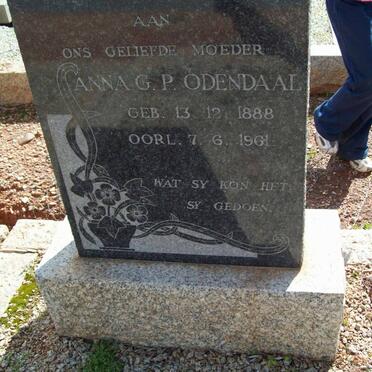 AAN
ONS GELIEFDE MOEDER
ANNA G. P. ODENDAAL
GEB. 13. 12. 1888
OORL. 7. 6. 1961
WAT SY KON HET
SY GEDOEN